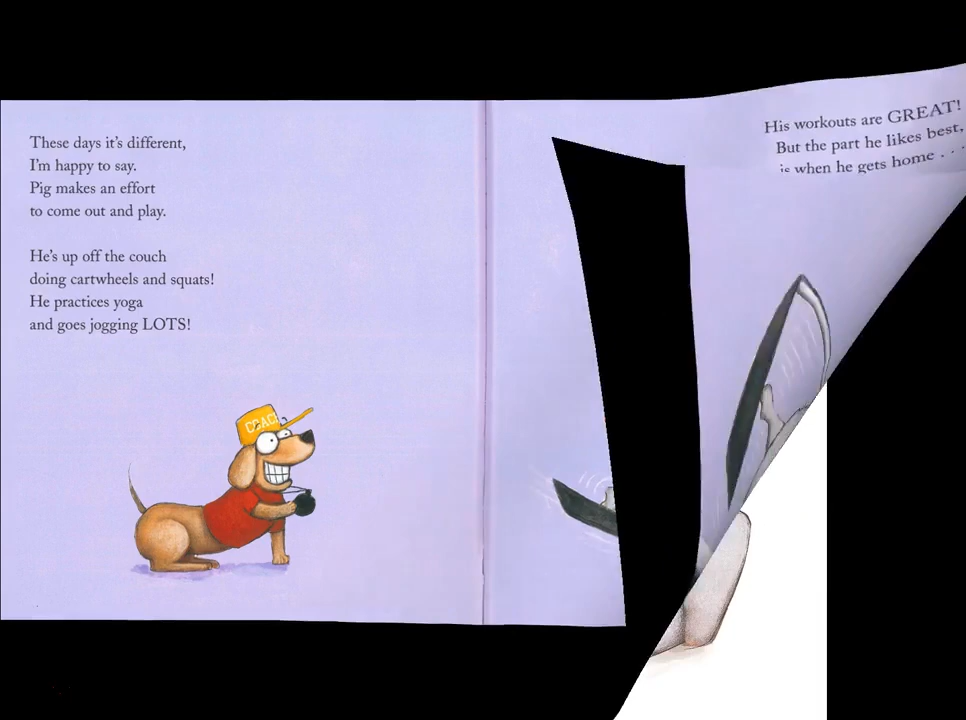 These days it's different,
I'm happy to say.
Pig makes an effort
to come out and play.
He's up off the couch
doing cartwheels and squats!
He practices yoga
and goes jogging LOTS!
COACH
His workouts are GREAT!
But the part he likes best,
is when he gets home . . .